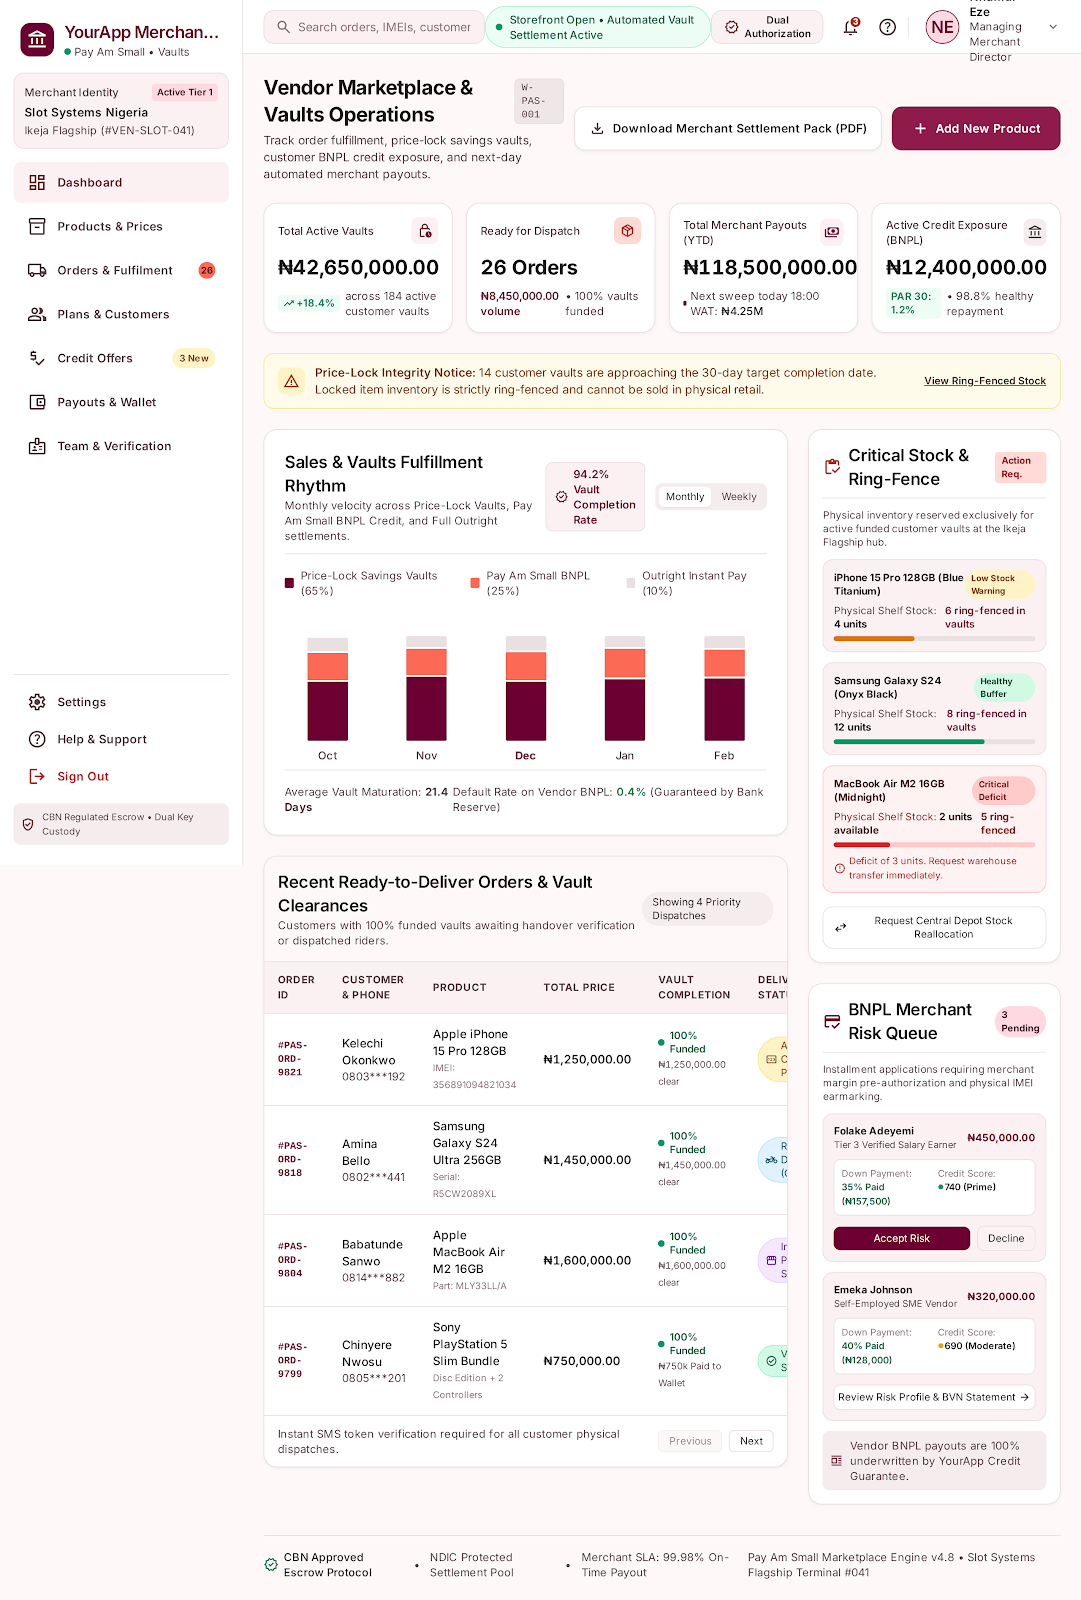 YourApp Merchan...
Pay Am Small • Vaults
Merchant Identity
Active Tier 1
Slot Systems Nigeria
Ikeja Flagship (#VEN-SLOT-041)
Dashboard
Products & Prices
Orders & Fulfilment
26
Plans & Customers
Credit Offers
3 New
Payouts & Wallet
Team & Verification
Settings
Help & Support
Sign Out
CBN Regulated Escrow • Dual Key
Custody
Search orders, IMEIs, customer
Storefront Open • Automated Vault
Settlement Active
Dual
Authorization
3
NE
Eze
Managing
Merchant
Director
Vendor Marketplace &
Vaults Operations
W-
PAS-
001
Track order fulfillment, price-lock savings vaults,
customer BNPL credit exposure, and next-day
automated merchant payouts.
Download Merchant Settlement Pack (PDF)
Add New Product
Total Active Vaults
₦42,650,000.00
+18.4%
across 184 active
customer vaults
Ready for Dispatch
26 Orders
₦8,450,000.00
volume
• 100% vaults
funded
Total Merchant Payouts
(YTD)
₦118,500,000.00
Next sweep today 18:00
WAT: ₦4.25M
Active Credit Exposure
(BNPL)
₦12,400,000.00
PAR 30:
1.2%
• 98.8% healthy
repayment
Price-Lock Integrity Notice: 14 customer vaults are approaching the 30-day target completion date.
Locked item inventory is strictly ring-fenced and cannot be sold in physical retail.
View Ring-Fenced Stock
Sales & Vaults Fulfillment
Rhythm
Monthly velocity across Price-Lock Vaults, Pay
Am Small BNPL Credit, and Full Outright
settlements.
94.2%
Vault
Completion
Rate
Monthly
Weekly
Price-Lock Savings Vaults
(65%)
Pay Am Small BNPL
(25%)
Outright Instant Pay
(10%)
Oct
Nov
Dec
Jan
Feb
Average Vault Maturation: 21.4
Days
Default Rate on Vendor BNPL: 0.4% (Guaranteed by Bank
Reserve)
Recent Ready-to-Deliver Orders & Vault
Clearances
Customers with 100% funded vaults awaiting handover verification
or dispatched riders.
Showing 4 Priority
Dispatches
ORDER
ID
CUSTOMER
& PHONE
PRODUCT
TOTAL PRICE
VAULT
COMPLETION
#PAS-
ORD-
9821
Kelechi
Okonkwo
0803***192
Apple iPhone
15 Pro 128GB
IMEI:
356891094821034
₦1,250,000.00
100%
Funded
₦1,250,000.00
clear
#PAS-
ORD-
9818
Amina
Bello
0802***441
Samsung
Galaxy S24
Ultra 256GB
Serial:
R5CW2089XL
₦1,450,000.00
100%
Funded
₦1,450,000.00
clear
#PAS-
ORD-
9804
Babatunde
Sanwo
0814***882
Apple
MacBook Air
M2 16GB
Part: MLY33LL/A
₦1,600,000.00
100%
Funded
₦1,600,000.00
clear
#PAS-
ORD-
9799
Chinyere
Nwosu
0805***201
Sony
PlayStation 5
Slim Bundle
Disc Edition + 2
Controllers
₦750,000.00
100%
Funded
₦750k Paid to
Wallet
Instant SMS token verification required for all customer physical
dispatches.
Previous
Next
Critical Stock &
Ring-Fence
Action
Req.
Physical inventory reserved exclusively for
active funded customer vaults at the Ikeja
Flagship hub.
iPhone 15 Pro 128GB (Blue
Titanium)
Low Stock
Warning
Physical Shelf Stock:
4 units
6 ring-fenced in
vaults
Samsung Galaxy S24
(Onyx Black)
Healthy
Buffer
Physical Shelf Stock:
12 units
8 ring-fenced in
vaults
MacBook Air M2 16GB
(Midnight)
Critical
Deficit
Physical Shelf Stock: 2 units
available
5 ring-
fenced
Deficit of 3 units. Request warehouse
transfer immediately.
Request Central Depot Stock
Reallocation
BNPL Merchant
Risk Queue
3
Pending
Installment applications requiring merchant
margin pre-authorization and physical IMEI
earmarking.
Folake Adeyemi
Tier 3 Verified Salary Earner
₦450,000.00
Down Payment:
35% Paid
(₦157,500)
Credit Score:
740 (Prime)
Accept Risk
Decline
Emeka Johnson
Self-Employed SME Vendor
₦320,000.00
Down Payment:
40% Paid
(₦128,000)
Credit Score:
690 (Moderate)
Review Risk Profile & BVN Statement →
Vendor BNPL payouts are 100%
underwritten by YourApp Credit
Guarantee.
CBN Approved
Escrow Protocol
• NDIC Protected
Settlement Pool
• Merchant SLA: 99.98% On-
Time Payout
Pay Am Small Marketplace Engine v4.8 • Slot Systems
Flagship Terminal #041